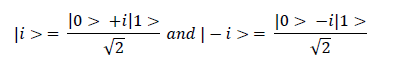 |i >= |0 > +i|1 > / √2 and | − i >= |0 > −i|1 > / √2